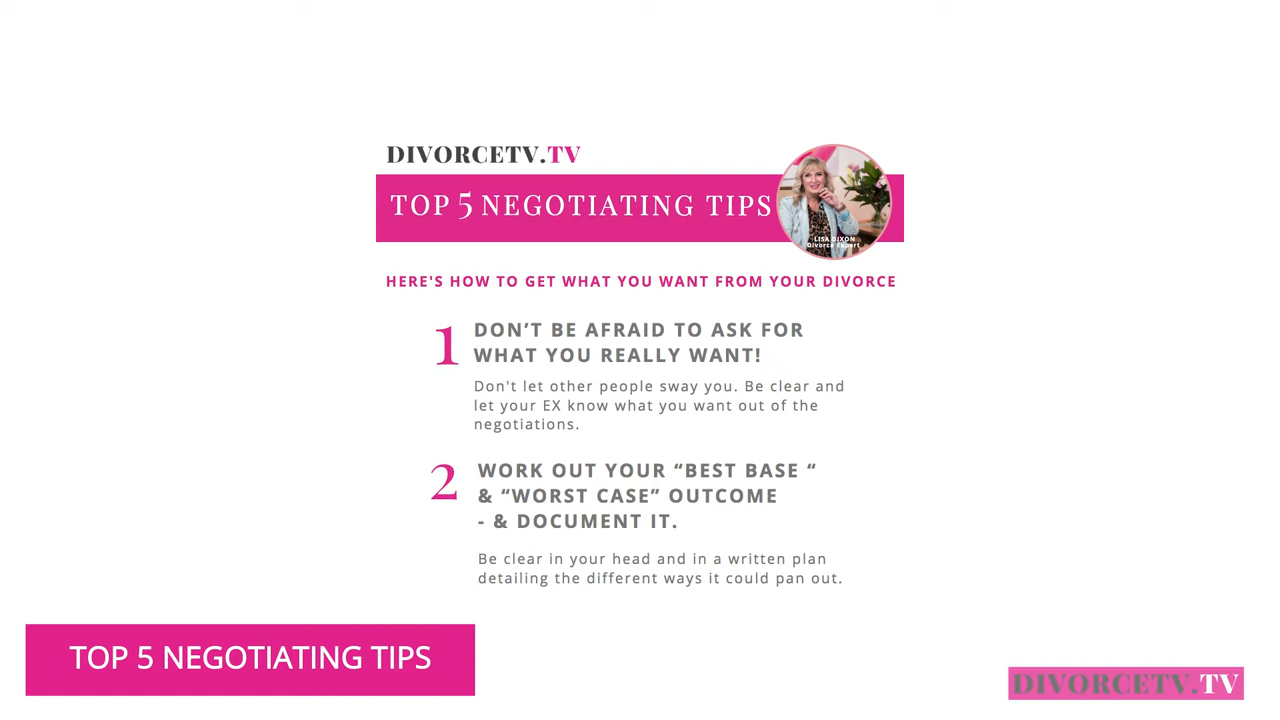 DIVORCETV.TV
TOP 5 NEGOTIATING TIPS
LISA DIXON
Divorce Expert
HERE'S HOW TO GET WHAT YOU WANT FROM YOUR DIVORCE
1 DON’T BE AFRAID TO ASK FOR
WHAT YOU REALLY WANT!
Don't let other people sway you. Be clear and
let your EX know what you want out of the
negotiations.
2 WORK OUT YOUR “BEST BASE “
& “WORST CASE” OUTCOME
- & DOCUMENT IT.
Be clear in your head and in a written plan
detailing the different ways it could pan out.
TOP 5 NEGOTIATING TIPS
DIVORCETV.TV